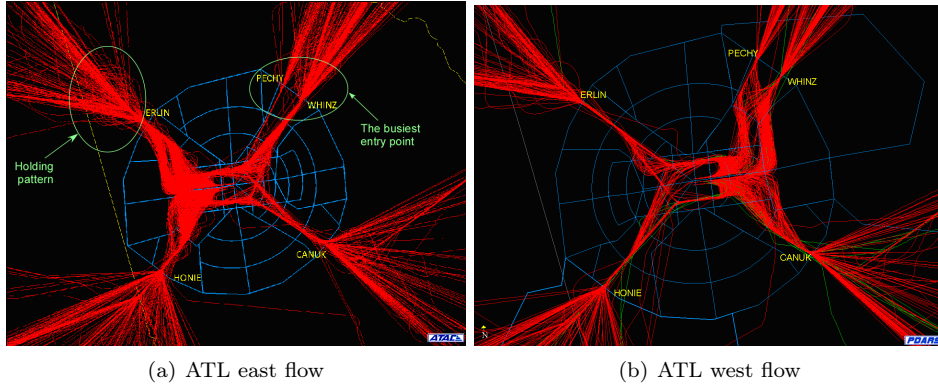 PECHY
WHINZ
ERLIN
The busiest
entry point
Holding
pattern
CANUK
HONIE
ATAC
PECHY
WHINZ
ERLIN
CANUK
HONIE
N
PDARS
(a) ATL east flow
(b) ATL west flow